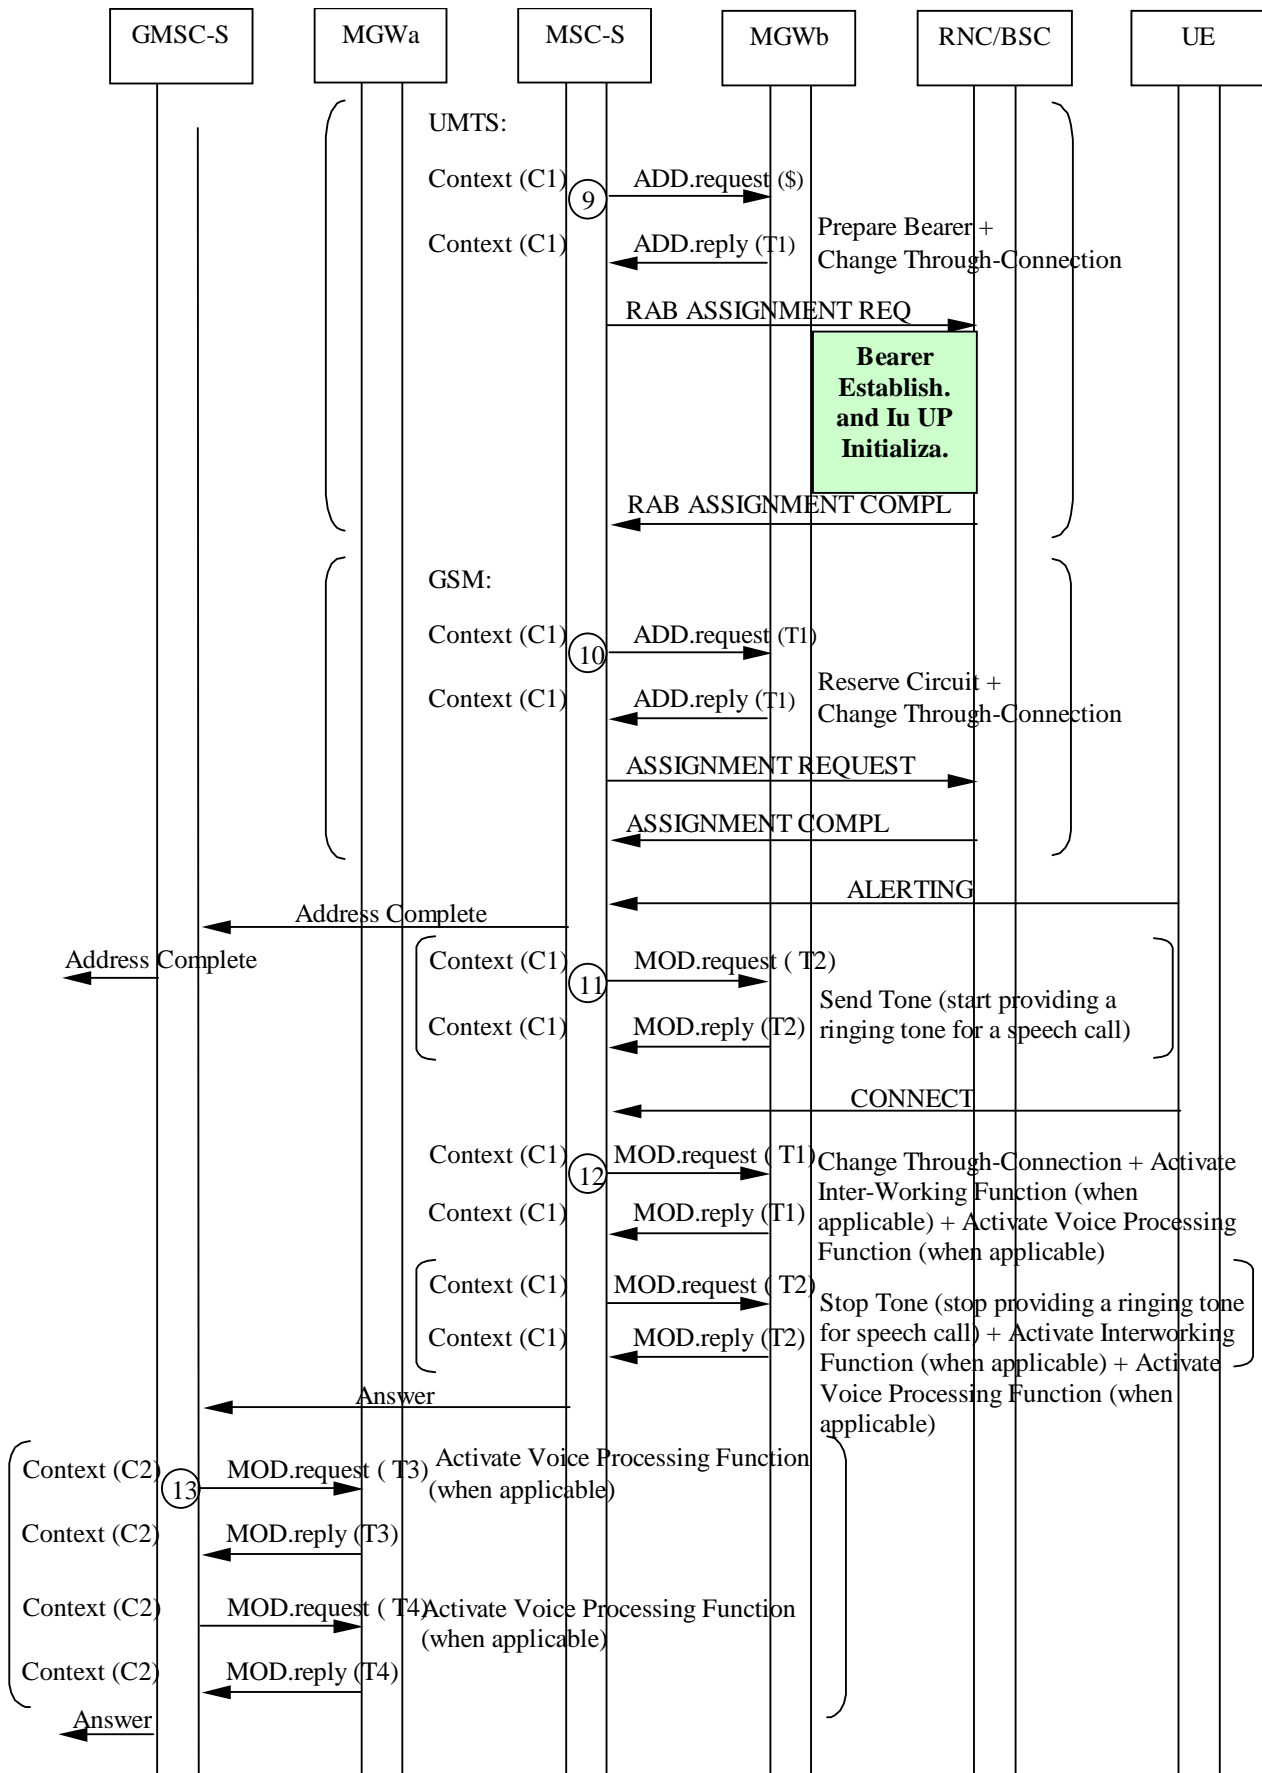 GMSC-S
MGWa
MSC-S
MGWb
RNC/BSC
UE
UMTS:
Context (C1)
9
ADD.request ($)
Context (C1)
ADD.reply (T1)
Prepare Bearer +
Change Through-Connection
RAB ASSIGNMENT REQ
Bearer
Establish.
and Iu UP
Initializa.
RAB ASSIGNMENT COMPL
GSM:
Context (C1)
10
ADD.request (T1)
Context (C1)
ADD.reply (T1)
Reserve Circuit +
Change Through-Connection
ASSIGNMENT REQUEST
ASSIGNMENT COMPL
ALERTING
Address Complete
Address Complete
Context (C1)
11
MOD.request ( T2)
Context (C1)
MOD.reply (T2)
Send Tone (start providing a
ringing tone for a speech call)
CONNECT
Context (C1)
12
MOD.request ( T1)
Context (C1)
MOD.reply (T1)
Change Through-Connection + Activate
Inter-Working Function (when
applicable) + Activate Voice Processing
Function (when applicable)
Context (C1)
MOD.request ( T2)
Context (C1)
MOD.reply (T2)
Stop Tone (stop providing a ringing tone
for speech call) + Activate Interworking
Function (when applicable) + Activate
Voice Processing Function (when
applicable)
Answer
Context (C2)
13
MOD.request ( T3)
Activate Voice Processing Function
(when applicable)
Context (C2)
MOD.reply (T3)
Context (C2)
MOD.request ( T4)
Activate Voice Processing Function
(when applicable)
Context (C2)
MOD.reply (T4)
Answer